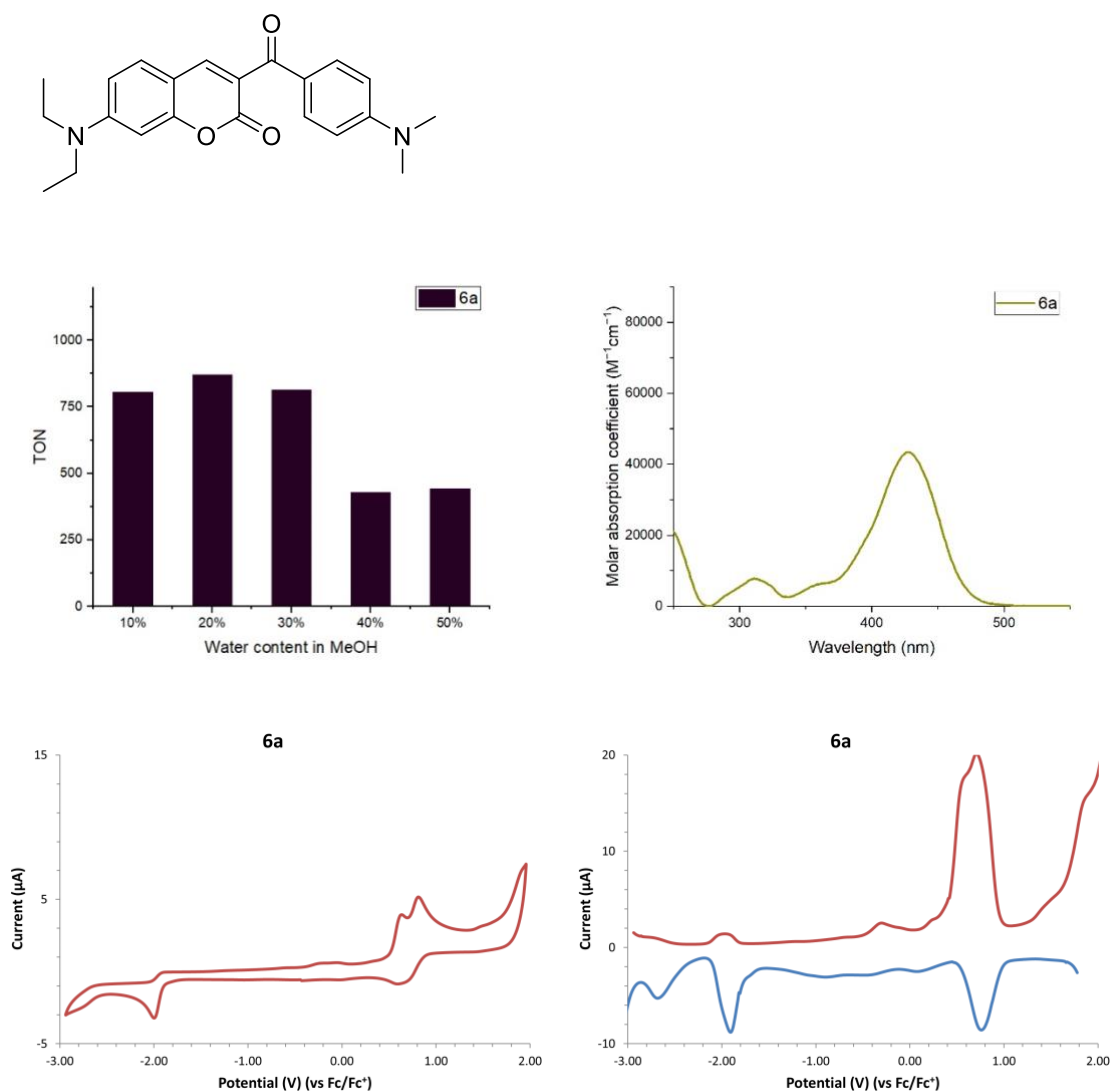 O
N
O
O
N
6a
1000
750
500
250
0
TON
10%
20%
30%
40%
50%
Water content in MeOH
6a
80000
60000
40000
20000
0
Molar absorption coefficient (M⁻¹cm⁻¹)
300
400
500
Wavelength (nm)
6a
15
5
-5
Current (µA)
-3.00
-2.00
-1.00
0.00
1.00
2.00
Potential (V) (vs Fc/Fc⁺)
6a
20
10
0
-10
Current (µA)
-3.00
-2.00
-1.00
0.00
1.00
2.00
Potential (V) (vs Fc/Fc⁺)